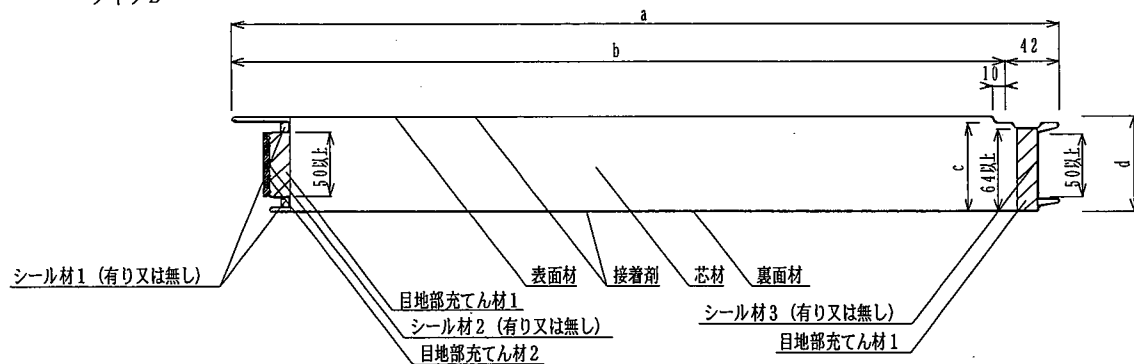 a
b
42
10
50以上
c
64以上
50以上
d
シール材1 (有り又は無し)
表面材
接着剤
芯材
裏面材
目地部充てん材1
シール材2 (有り又は無し)
目地部充てん材2
シール材3 (有り又は無し)
目地部充てん材1